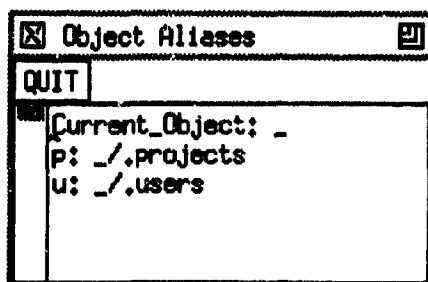 Object Aliases
QUIT
Current_Object: _
p: _/.projects
u: _/.users